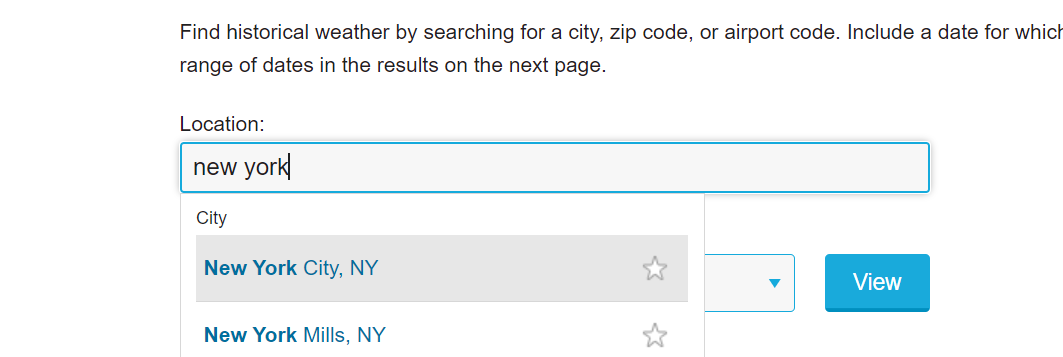 Find historical weather by searching for a city, zip code, or airport code. Include a date for which
range of dates in the results on the next page.
Location:
new york
City
New York City, NY
View
New York Mills, NY